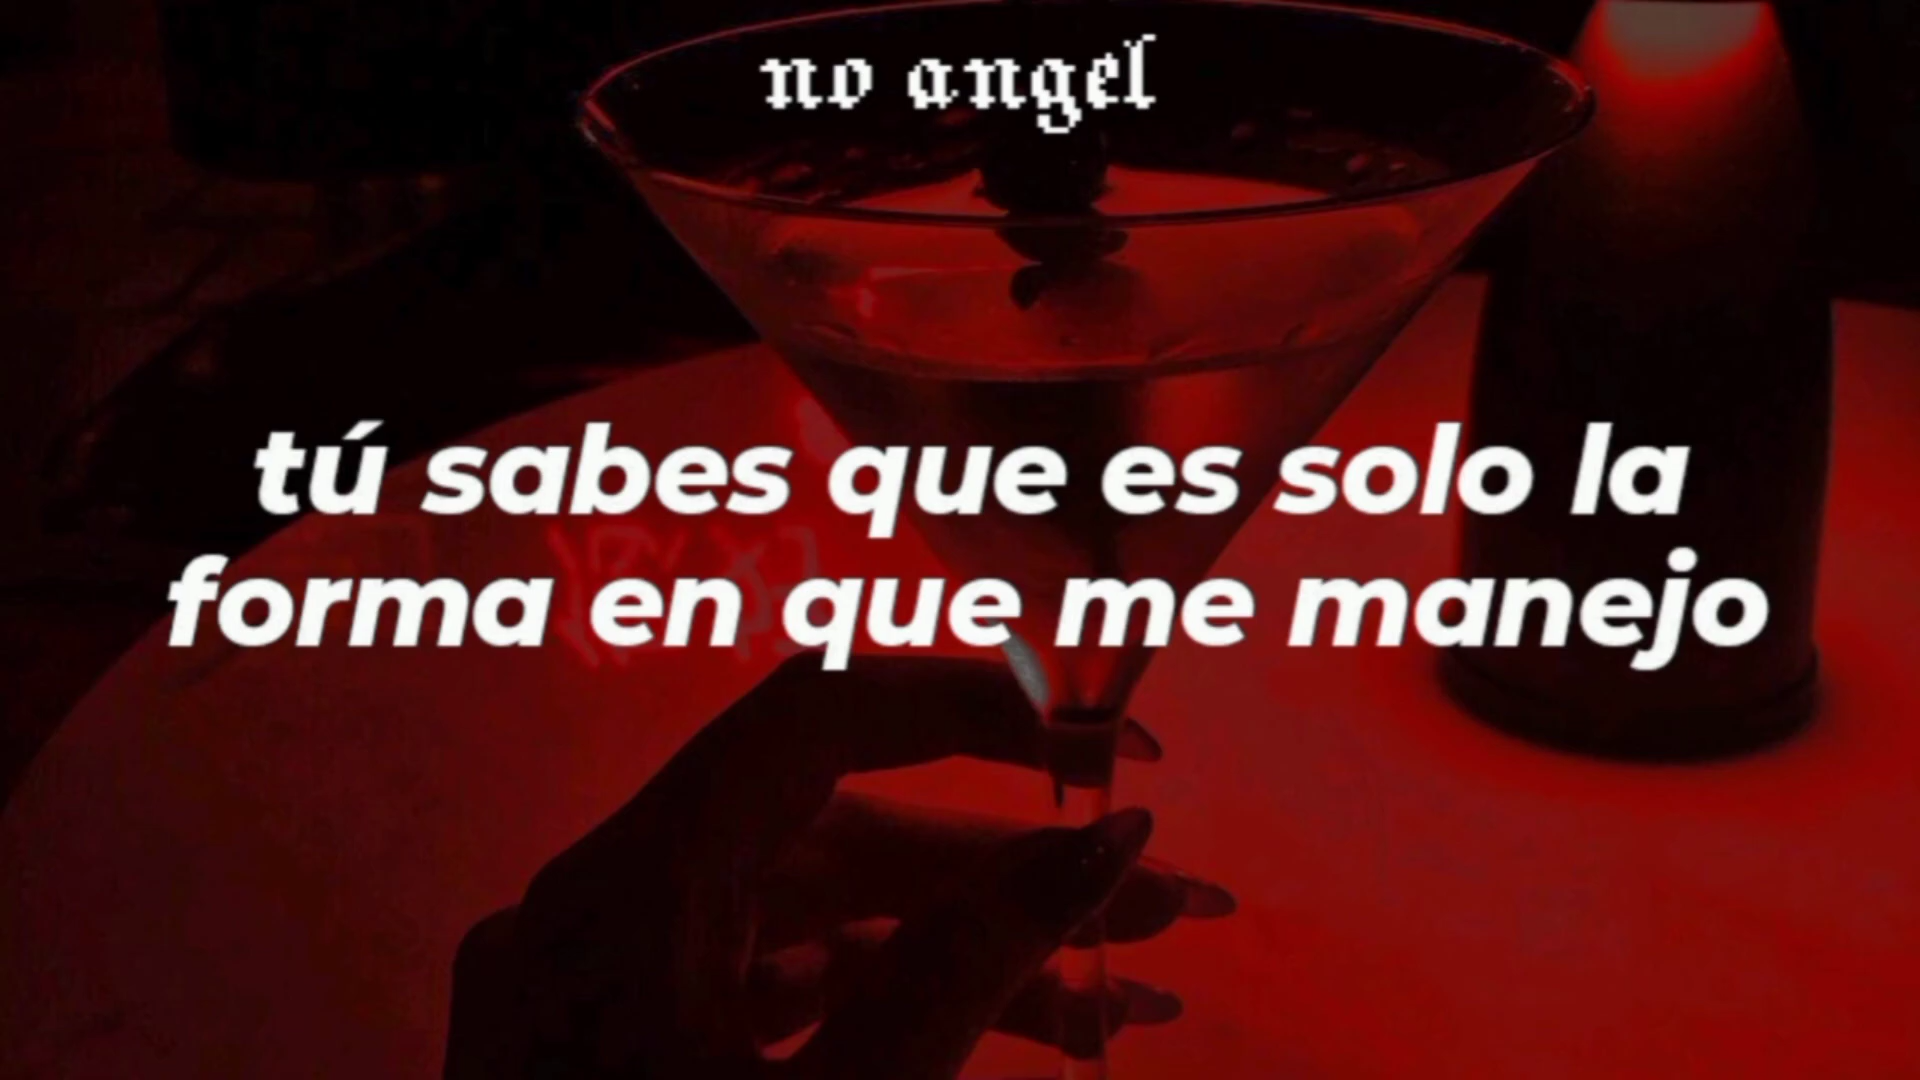 no angel
tú sabes que es solo la
forma en que me manejo